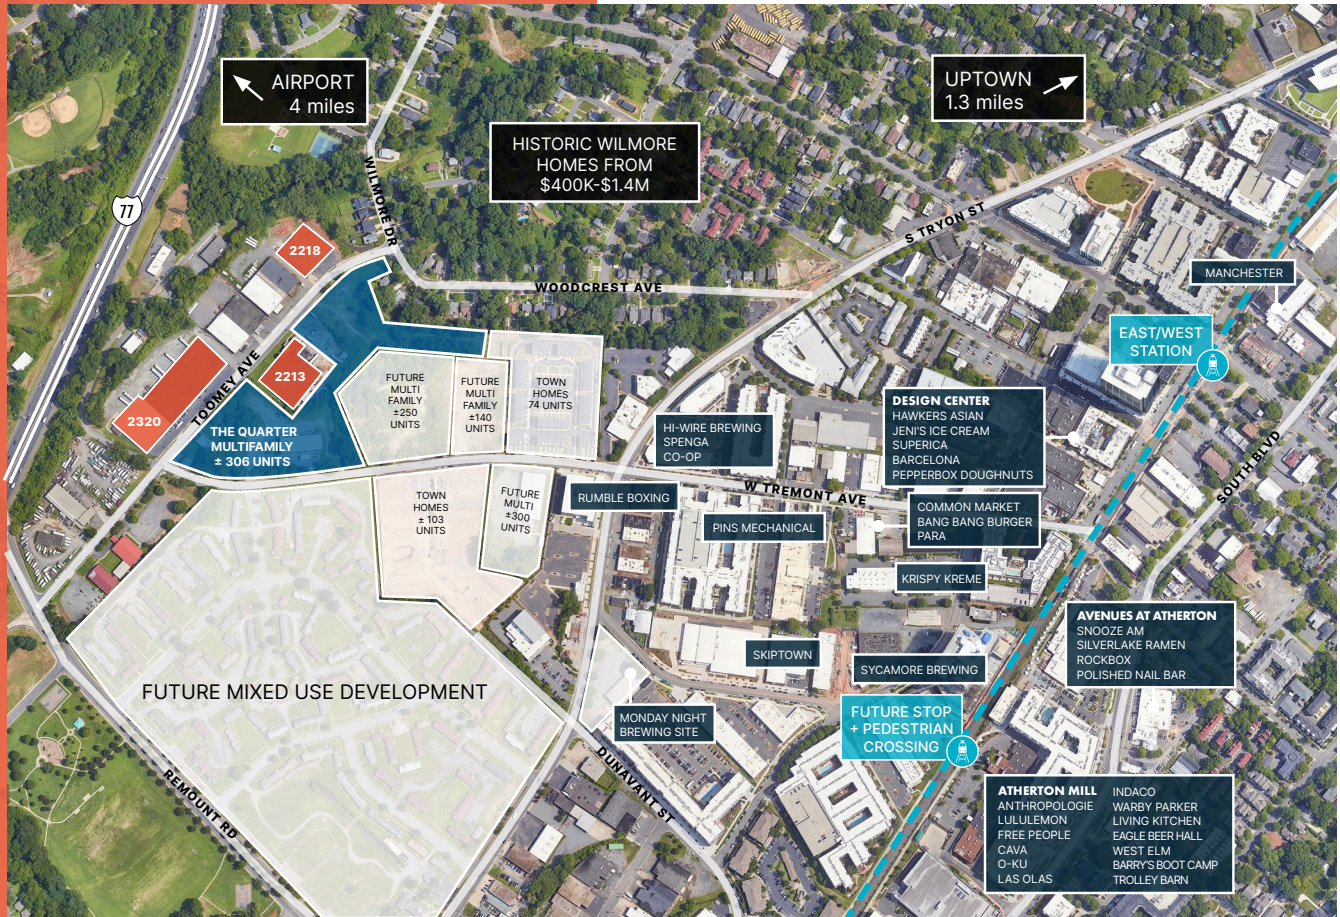 AIRPORT
4 miles
UPTOWN
1.3 miles
HISTORIC WILMORE
HOMES FROM
$400K-$1.4M
WILMORE DR
77
S TRYON ST
2218
WOODCREST AVE
MANCHESTER
EAST/WEST
STATION
TOOMEY AVE
2213
2320
THE QUARTER
MULTIFAMILY
± 306 UNITS
FUTURE
MULTI
FAMILY
±250
UNITS
FUTURE
MULTI
FAMILY
±140
UNITS
TOWN
HOMES
74 UNITS
DESIGN CENTER
HAWKERS ASIAN
JENI'S ICE CREAM
SUPERICA
BARCELONA
PEPPERBOX DOUGHNUTS
HI-WIRE BREWING
SPENGA
CO-OP
SOUTH BLVD
W TREMONT AVE
RUMBLE BOXING
TOWN
HOMES
± 103
UNITS
FUTURE
MULTI
±300
UNITS
PINS MECHANICAL
COMMON MARKET
BANG BANG BURGER
PARA
KRISPY KREME
AVENUES AT ATHERTON
SNOOZE AM
SILVERLAKE RAMEN
ROCKBOX
POLISHED NAIL BAR
SKIPTOWN
SYCAMORE BREWING
FUTURE MIXED USE DEVELOPMENT
MONDAY NIGHT
BREWING SITE
FUTURE STOP
+ PEDESTRIAN
CROSSING
DUNAVANT ST
REMOUNT RD
ATHERTON MILL
ANTHROPOLOGIE
LULULEMON
FREE PEOPLE
CAVA
O-KU
LAS OLAS
INDACO
WARBY PARKER
LIVING KITCHEN
EAGLE BEER HALL
WEST ELM
BARRY'S BOOT CAMP
TROLLEY BARN